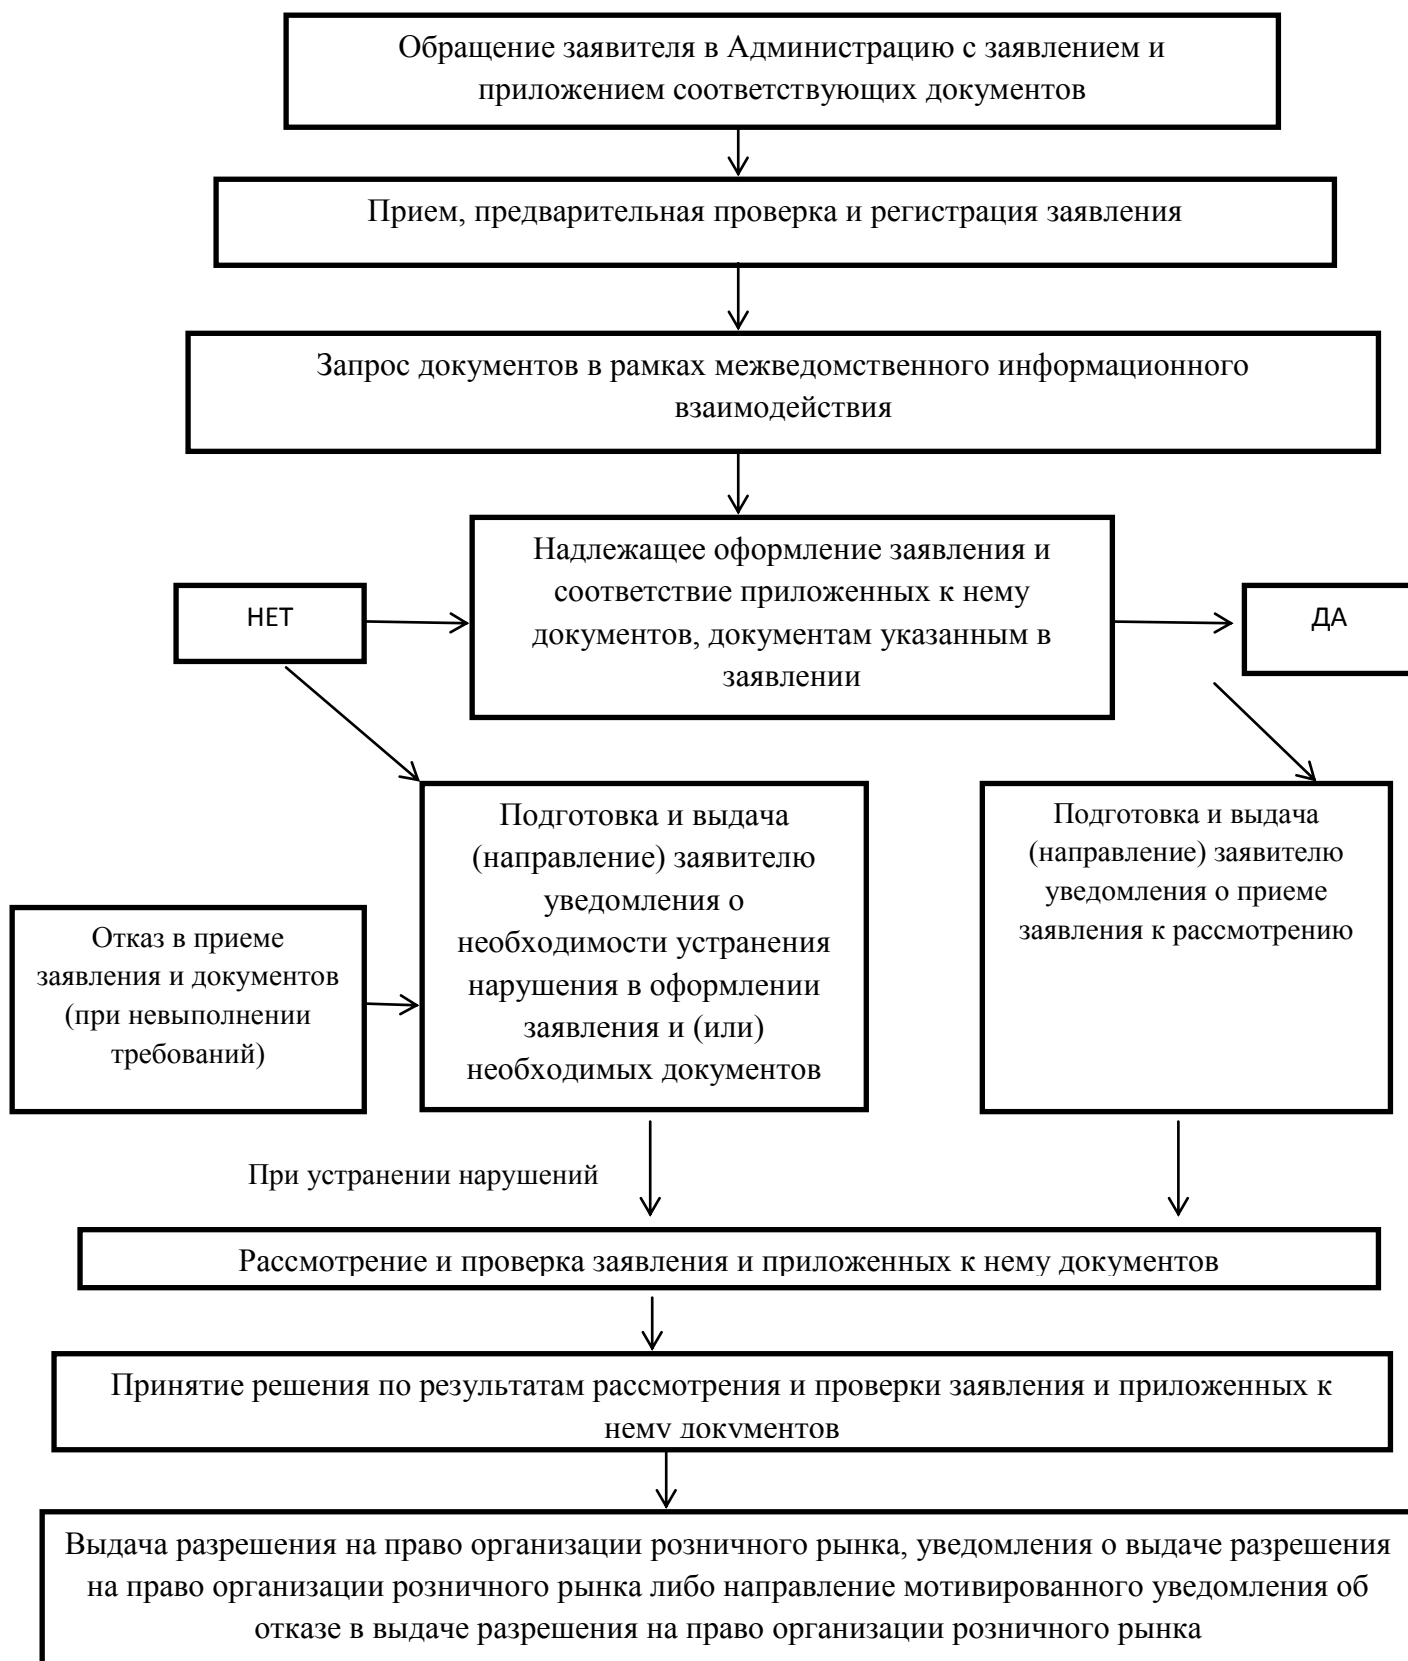 Обращение заявителя в Администрацию с заявлением и
приложением соответствующих документов
Прием, предварительная проверка и регистрация заявления
Запрос документов в рамках межведомственного информационного
взаимодействия
Надлежащее оформление заявления и
соответствие приложенных к нему
документов, документам указанным в
заявлении
НЕТ
ДА
Подготовка и выдача
(направление) заявителю
уведомления о
необходимости устранения
нарушения в оформлении
заявления и (или)
необходимых документов
Подготовка и выдача
(направление) заявителю
уведомления о приеме
заявления к рассмотрению
Отказ в приеме
заявления и документов
(при невыполнении
требований)
При устранении нарушений
Рассмотрение и проверка заявления и приложенных к нему документов
Принятие решения по результатам рассмотрения и проверки заявления и приложенных к
нему документов
Выдача разрешения на право организации розничного рынка, уведомления о выдаче разрешения
на право организации розничного рынка либо направление мотивированного уведомления об
отказе в выдаче разрешения на право организации розничного рынка